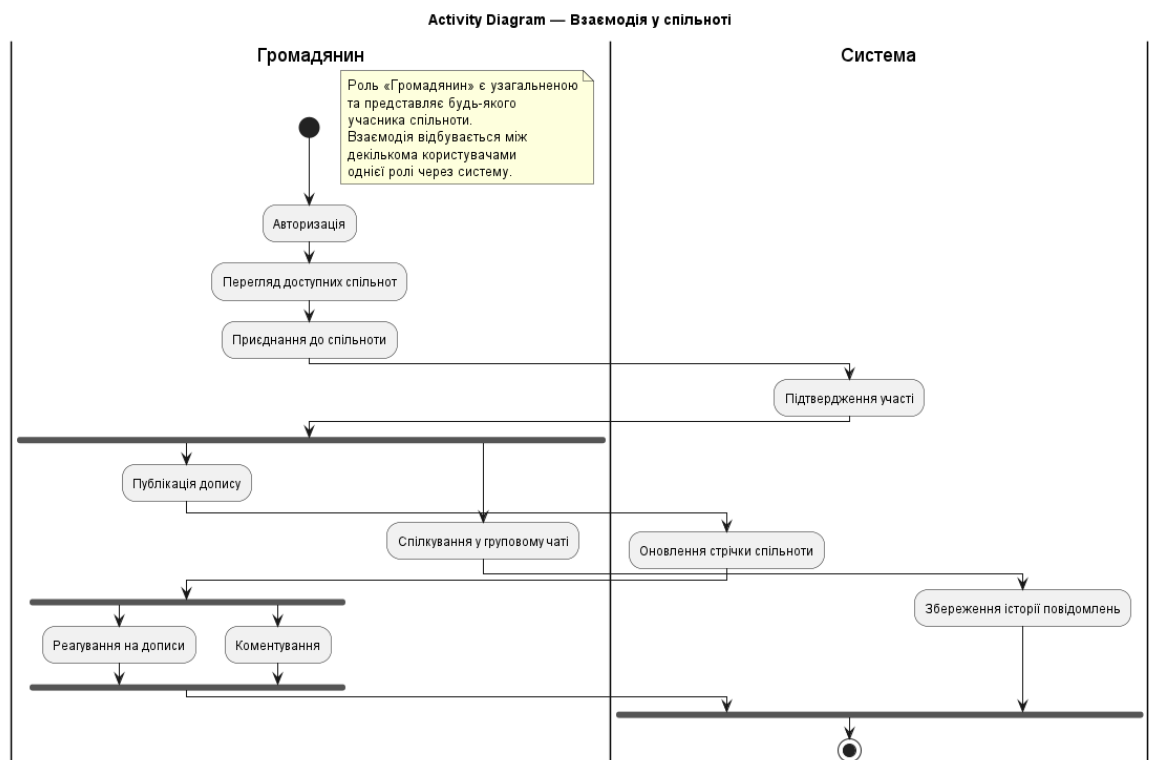 Activity Diagram — Взаємодія у спільноті
Громадянин
Система
Роль «Громадянин» є узагальненою
та представляє будь-якого
учасника спільноти.
Взаємодія відбувається між
декількома користувачами
однієї ролі через систему.
Авторизація
Перегляд доступних спільнот
Приєднання до спільноти
Підтвердження участі
Публікація допису
Спілкування у груповому чаті
Оновлення стрічки спільноти
Збереження історії повідомлень
Реагування на дописи
Коментування